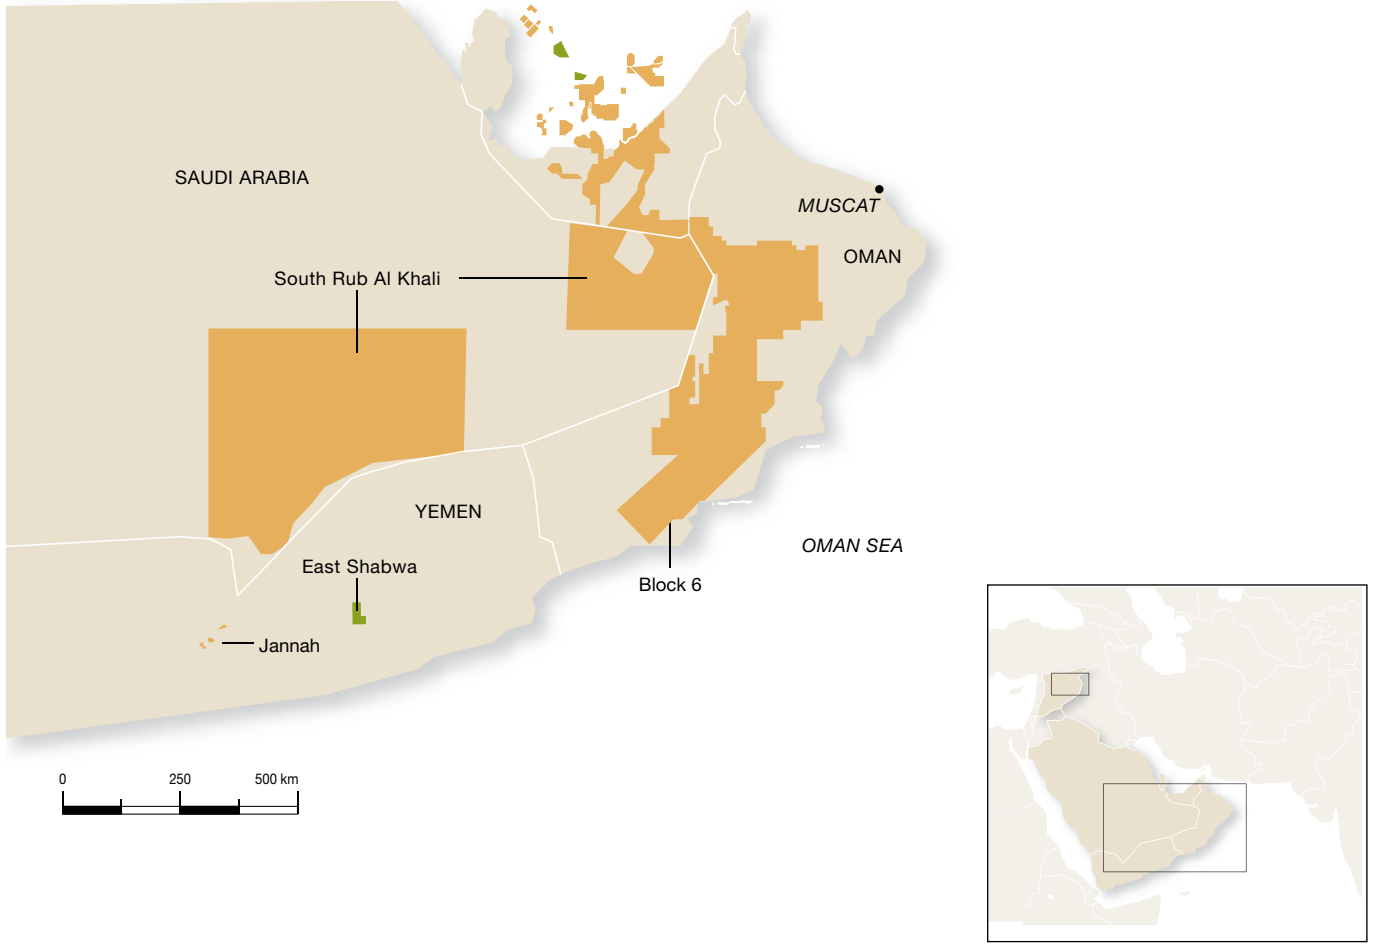 SAUDI ARABIA
MUSCAT
OMAN
South Rub Al Khali
YEMEN
OMAN SEA
East Shabwa
Block 6
Jannah
0 250 500 km